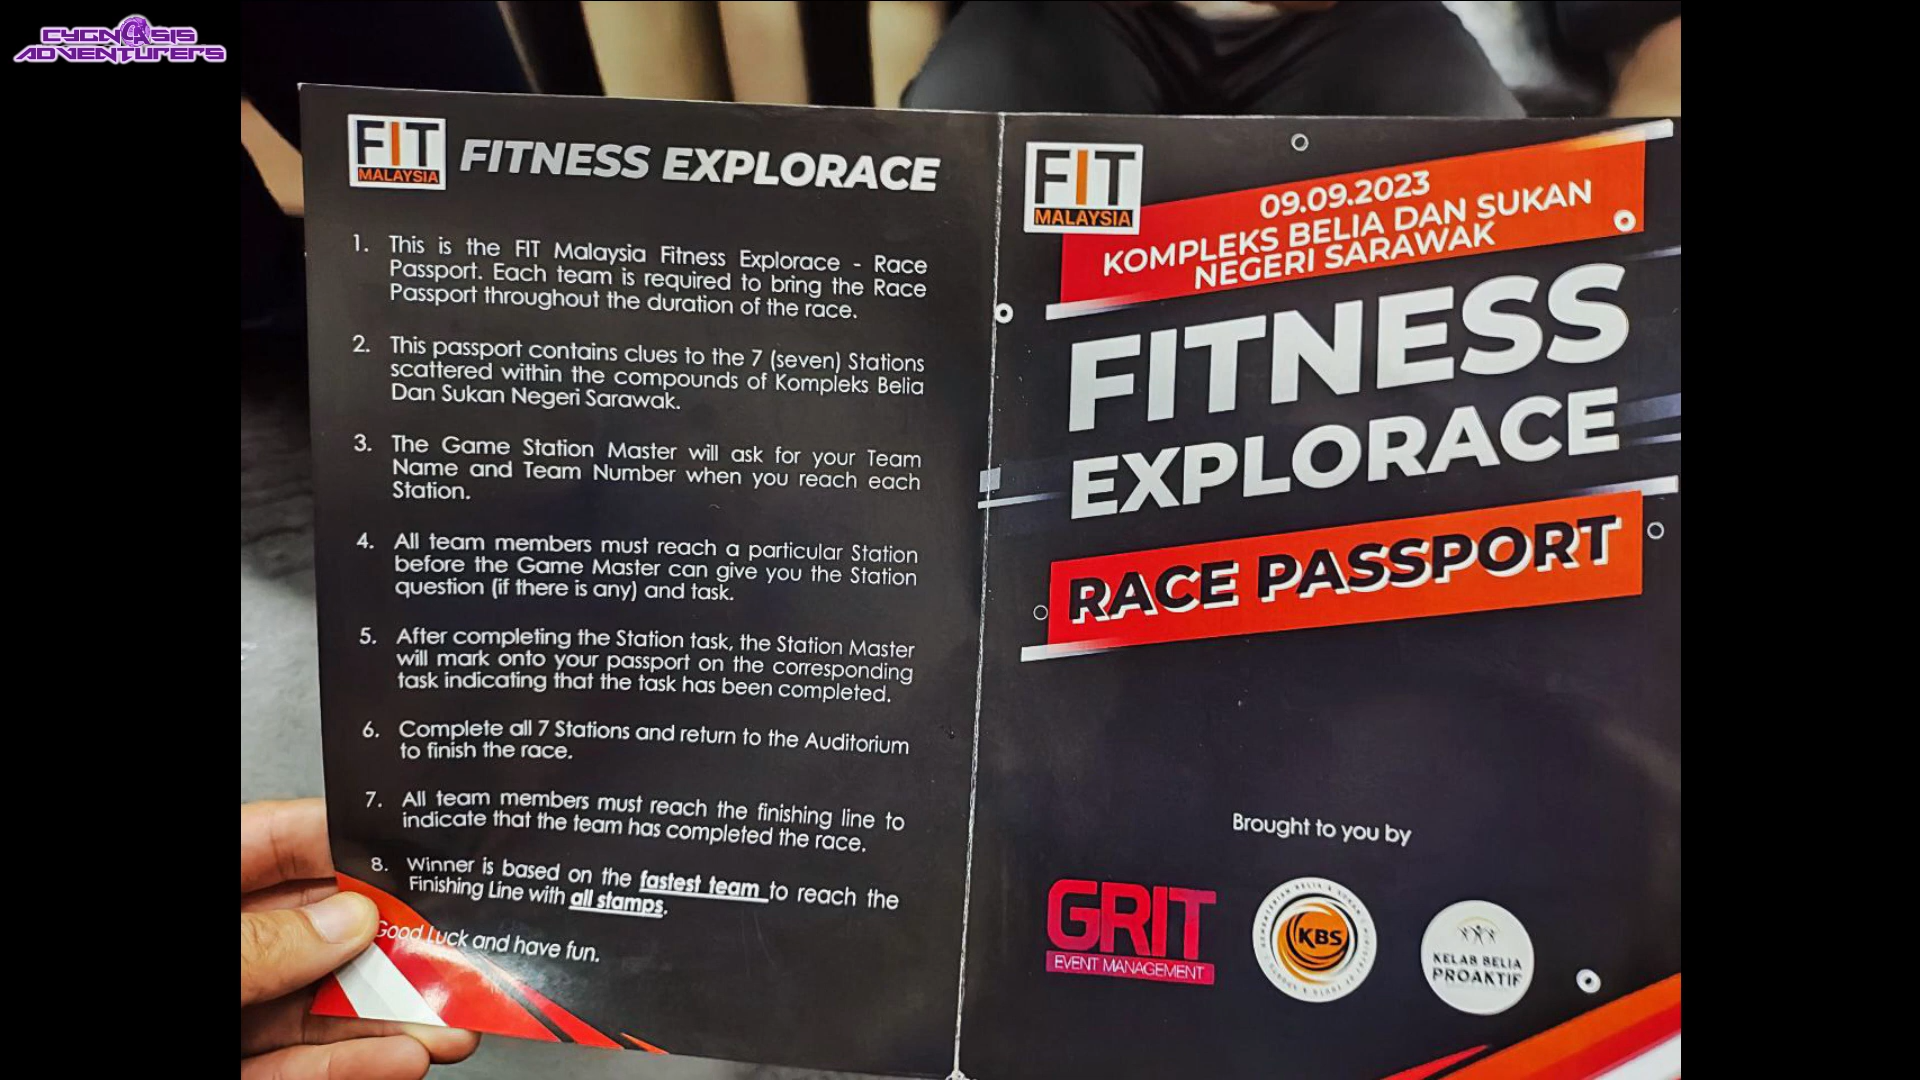 CYGNASIS
ADVENTURERS
FIT
MALAYSIA
FITNESS EXPLORACE
1. This is the FIT Malaysia Fitness Explorace - Race
Passport. Each team is required to bring the Race
Passport throughout the duration of the race.
2. This passport contains clues to the 7 (seven) Stations
scattered within the compounds of Kompleks Belia
Dan Sukan Negeri Sarawak.
3. The Game Station Master will ask for your Team
Name and Team Number when you reach each
Station.
4. All team members must reach a particular Station
before the Game Master can give you the Station
question (if there is any) and task.
5. After completing the Station task, the Station Master
will mark onto your passport on the corresponding
task indicating that the task has been completed.
6. Complete all 7 Stations and return to the Auditorium
to finish the race.
7. All team members must reach the finishing line to
indicate that the team has completed the race.
8. Winner is based on the fastest team to reach the
Finishing Line with all stamps.
Good Luck and have fun.
FIT
MALAYSIA
09.09.2023
KOMPLEKS BELIA DAN SUKAN
NEGERI SARAWAK
FITNESS
EXPLORACE
RACE PASSPORT
Brought to you by
GRIT
EVENT MANAGEMENT
KBS
KELAB BELIA
PROAKTIF